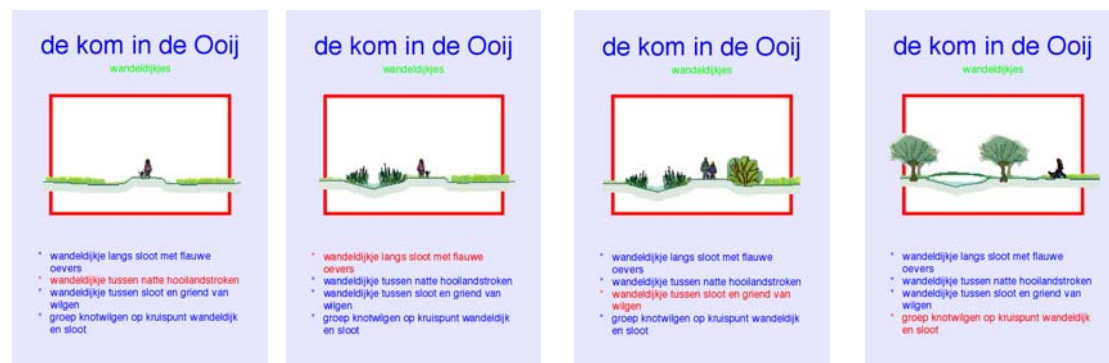 de kom in de Ooij
wandeldijkjes
* wandeldijkje langs sloot met flauwe
oevers
* wandeldijkje tussen natte hooilandstroken
* wandeldijkje tussen sloot en griend van
wilgen
* groep knotwilgen op kruispunt wandeldijk
en sloot
de kom in de Ooij
wandeldijkjes
* wandeldijkje langs sloot met flauwe
oevers
* wandeldijkje tussen natte hooilandstroken
* wandeldijkje tussen sloot en griend van
wilgen
* groep knotwilgen op kruispunt wandeldijk
en sloot
de kom in de Ooij
wandeldijkjes
* wandeldijkje langs sloot met flauwe
oevers
* wandeldijkje tussen natte hooilandstroken
* wandeldijkje tussen sloot en griend van
wilgen
* groep knotwilgen op kruispunt wandeldijk
en sloot
de kom in de Ooij
wandeldijkjes
* wandeldijkje langs sloot met flauwe
oevers
* wandeldijkje tussen natte hooilandstroken
* wandeldijkje tussen sloot en griend van
wilgen
* groep knotwilgen op kruispunt wandeldijk
en sloot